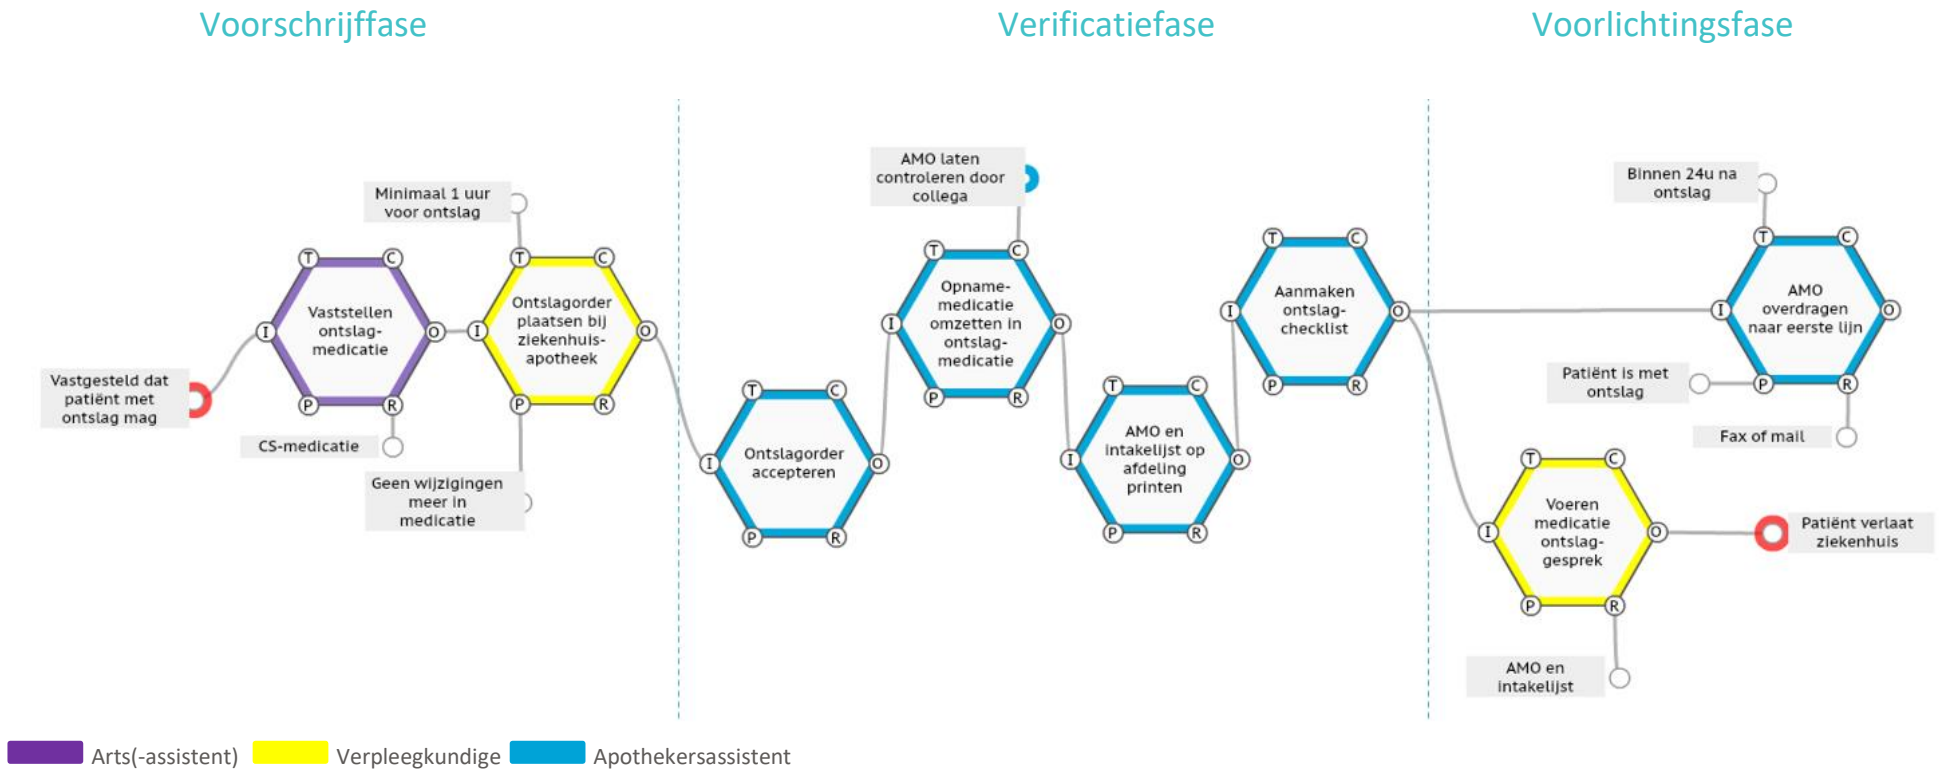 Voorschrijffase
Verificatiefase
Voorlichtingsfase
Minimaal 1 uur
voor ontslag
T
C
I
Vaststellen
ontslag-
medicatie
O
P
R
Vastgesteld dat
patiënt met
ontslag mag
CS-medicatie
T
C
I
Ontslagorder
plaatsen bij
ziekenhuis-
apotheek
O
P
R
Geen wijzigingen
meer in
medicatie
T
C
I
Ontslagorder
accepteren
O
P
R
AMO laten
controleren door
collega
T
C
I
Opname-
medicatie
omzetten in
ontslag-
medicatie
O
P
R
T
C
I
AMO en
intakelijst op
afdeling
printen
O
P
R
T
C
I
Aanmaken
ontslag-
checklist
O
P
R
Binnen 24u na
ontslag
T
C
I
AMO
overdragen
naar eerste lijn
O
P
R
Patiënt is met
ontslag
Fax of mail
T
C
I
Voeren
medicatie
ontslag-
gesprek
O
P
R
Patiënt verlaat
ziekenhuis
AMO en
intakelijst
Arts(-assistent)
Verpleegkundige
Apothekersassistent